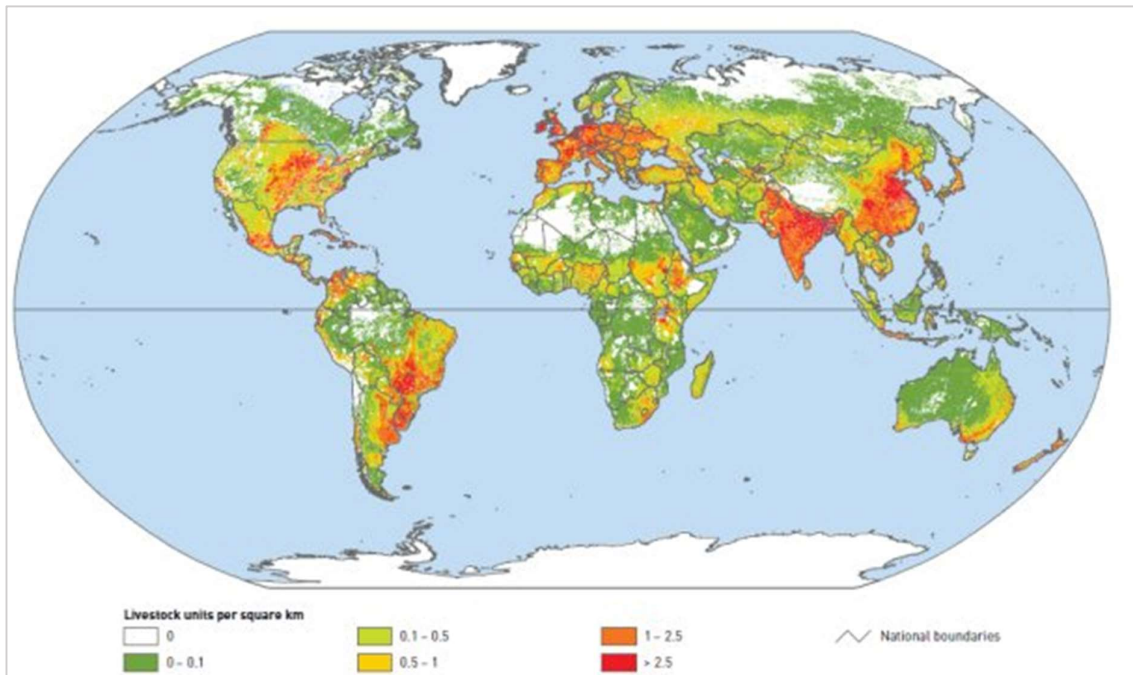 Livestock units per square km
0
0 – 0.1
0.1 – 0.5
0.5 – 1
1 – 2.5
> 2.5
National boundaries